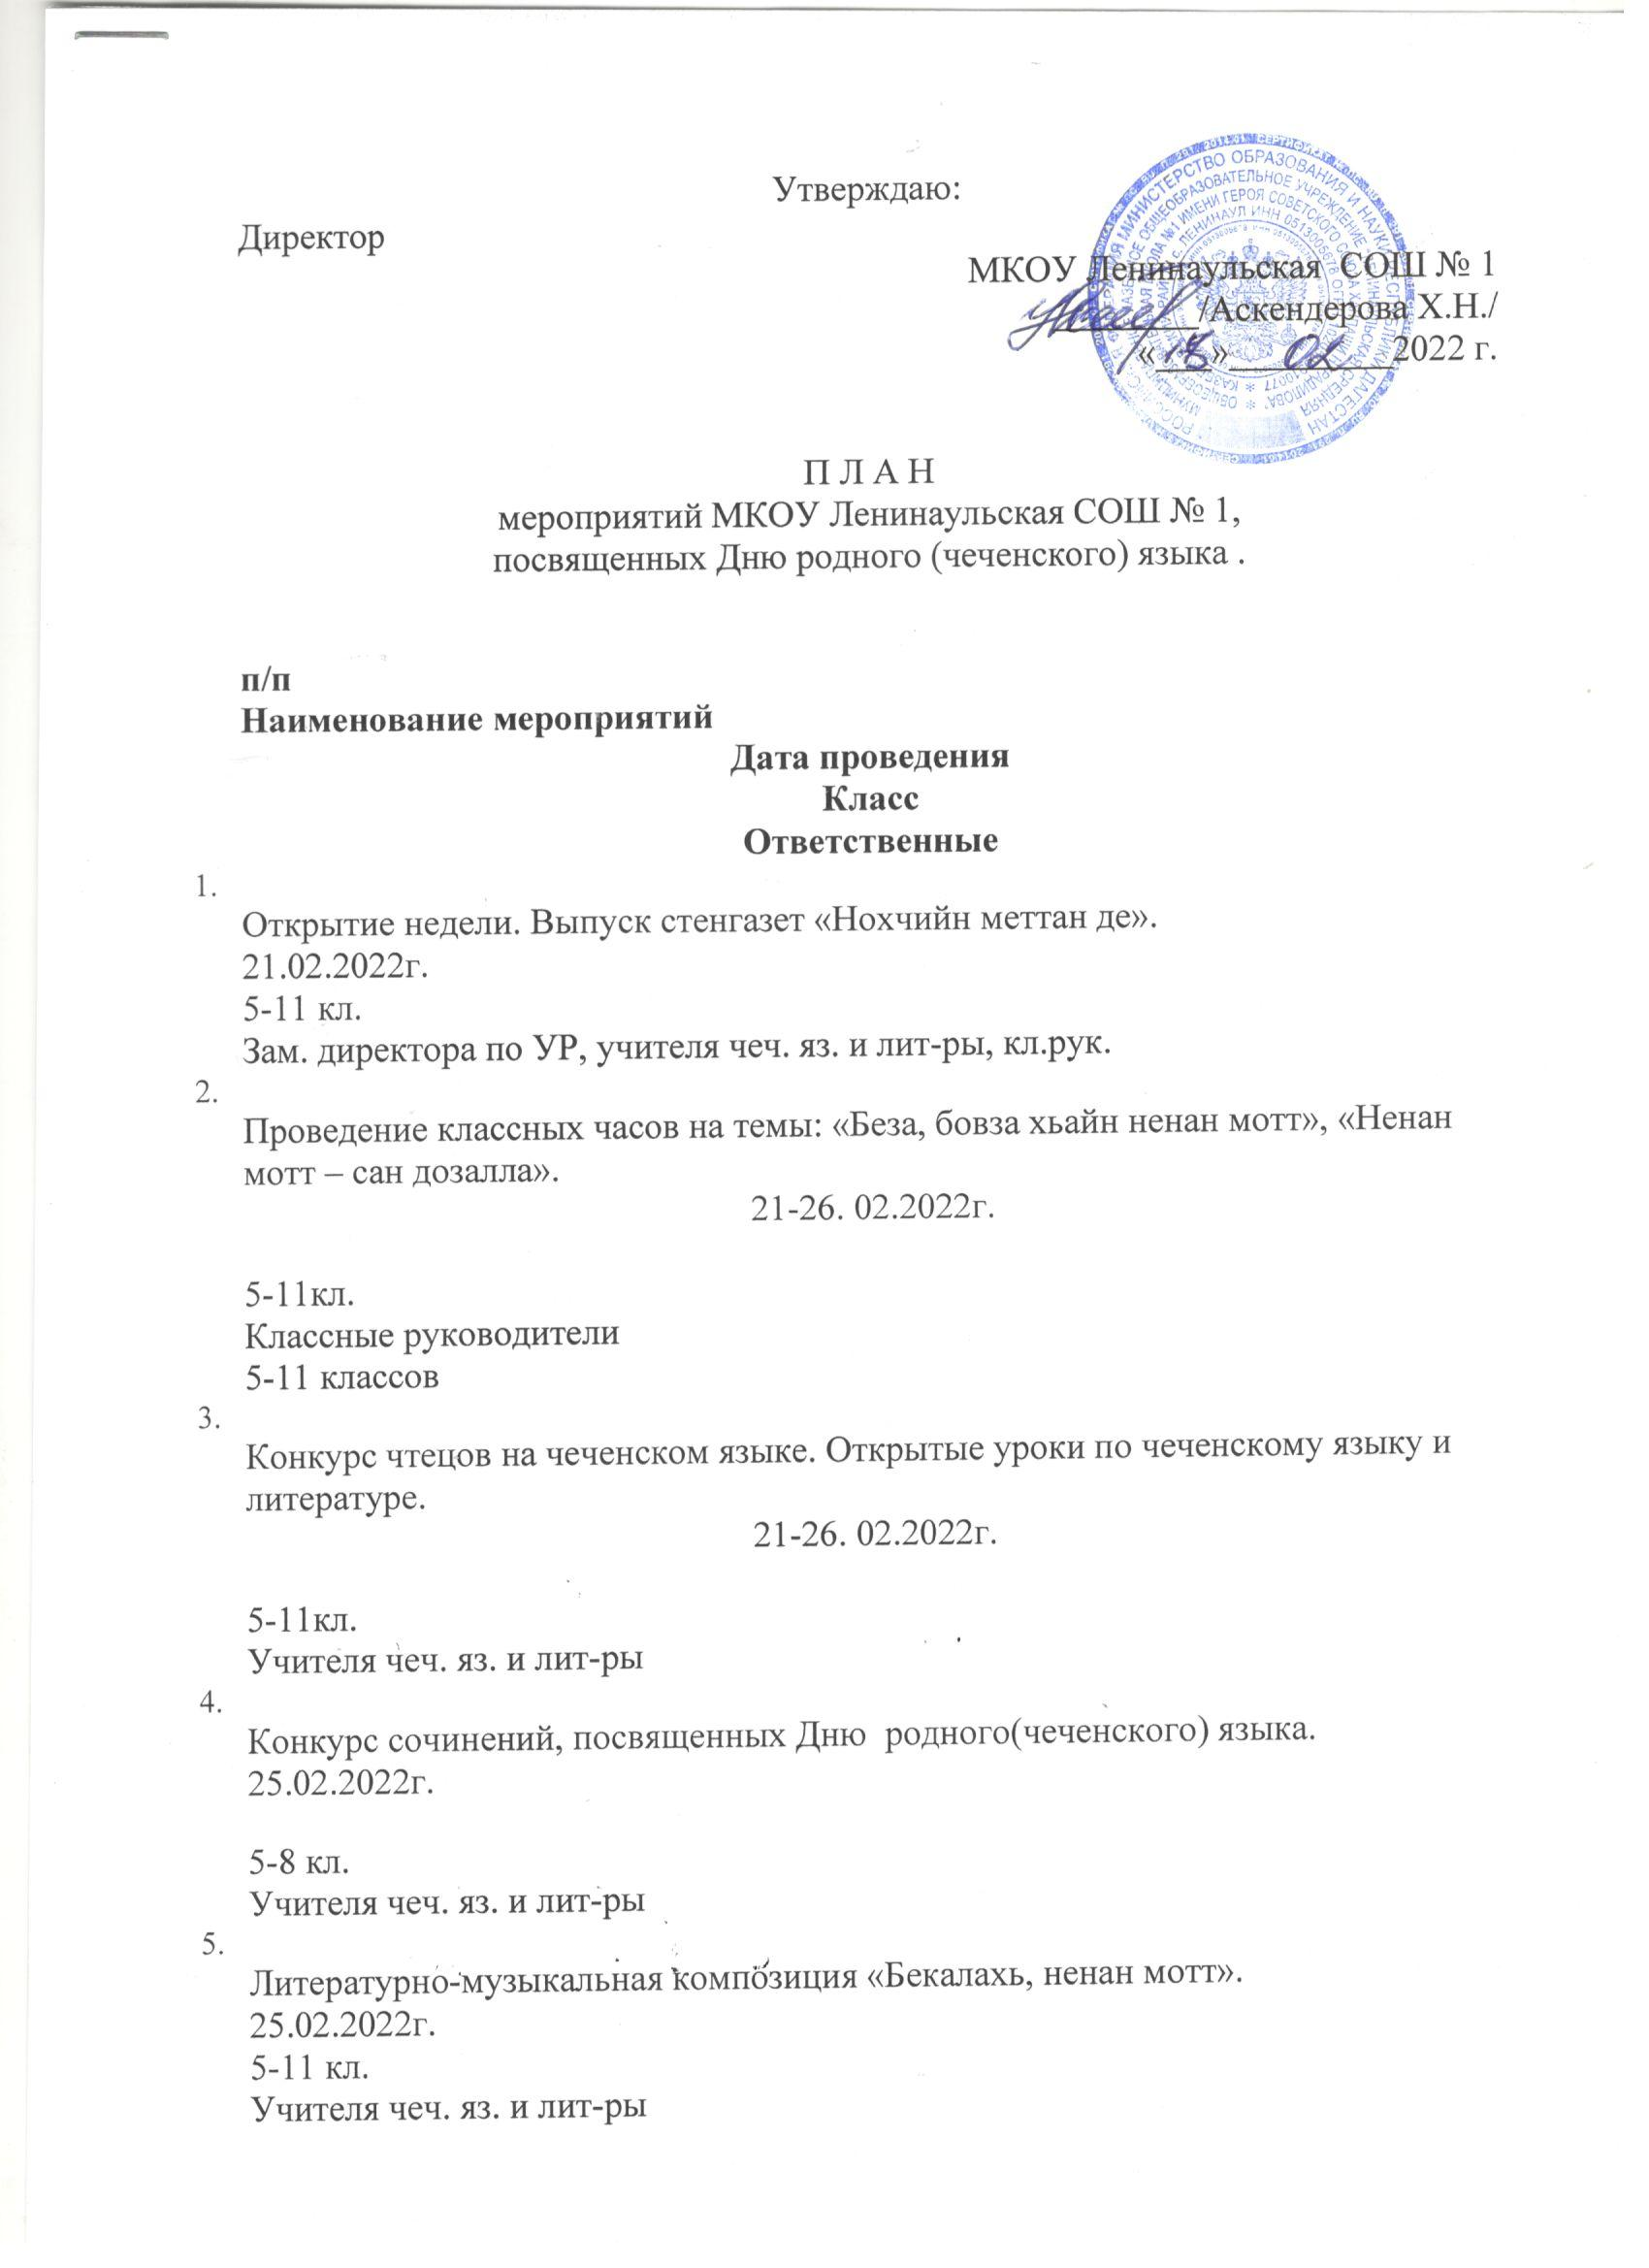 Утверждаю:
Директор
МКОУ Ленинаульская СОШ № 1
/Аскендерова Х.Н./
« » 02 2022 г.
П Л А Н
мероприятий МКОУ Ленинаульская СОШ № 1,
посвященных Дню родного (чеченского) языка .
п/п
Наименование мероприятий
Дата проведения
Класс
Ответственные
1.
Открытие недели. Выпуск стенгазет «Нохчийн меттан де».
21.02.2022г.
5-11 кл.
Зам. директора по УР, учителя чеч. яз. и лит-ры, кл.рук.
2.
Проведение классных часов на темы: «Беза, бовза хьайн ненан мотт», «Ненан
мотт – сан дозалла».
21-26. 02.2022г.
5-11кл.
Классные руководители
5-11 классов
3.
Конкурс чтецов на чеченском языке. Открытые уроки по чеченскому языку и
литературе.
21-26. 02.2022г.
5-11кл.
Учителя чеч. яз. и лит-ры
4.
Конкурс сочинений, посвященных Дню родного(чеченского) языка.
25.02.2022г.
5-8 кл.
Учителя чеч. яз. и лит-ры
5.
Литературно-музыкальная композиция «Бекалахь, ненан мотт».
25.02.2022г.
5-11 кл.
Учителя чеч. яз. и лит-ры